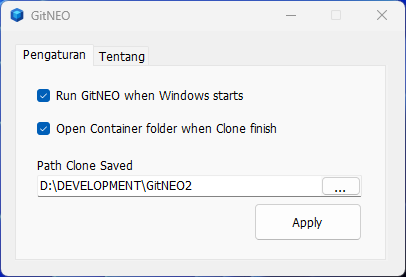 GitNEO
Pengaturan
Tentang
Run GitNEO when Windows starts
Open Container folder when Clone finish
Path Clone Saved
D:\DEVELOPMENT\GitNEO2
...
Apply